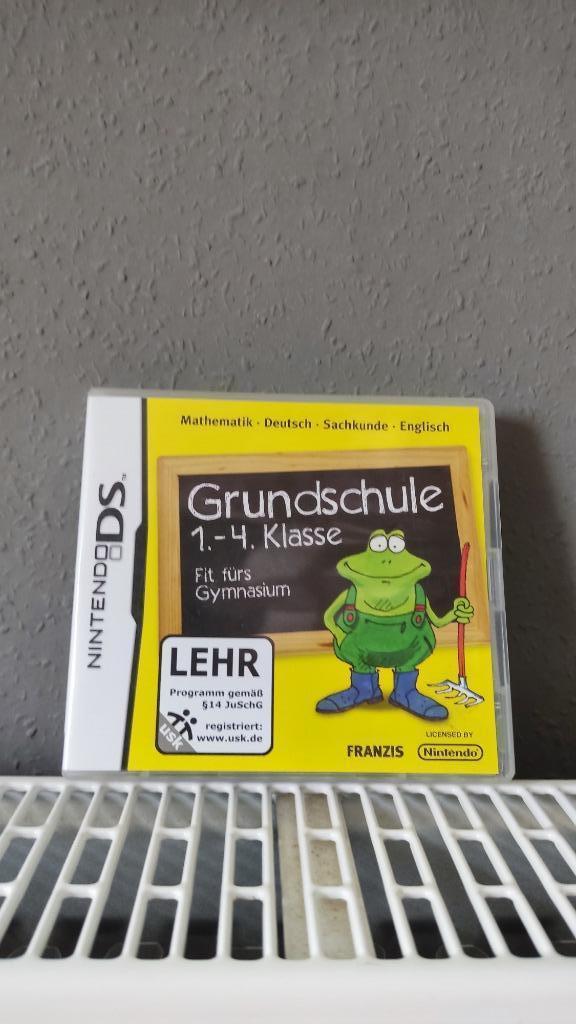 Mathematik · Deutsch · Sachkunde · Englisch
NINTENDO DS™
Grundschule
1.-4. Klasse
Fit fürs
Gymnasium
LEHR
Programm gemäß
§14 JuSchG
registriert:
www.usk.de
usk
FRANZIS
LICENSED BY
Nintendo